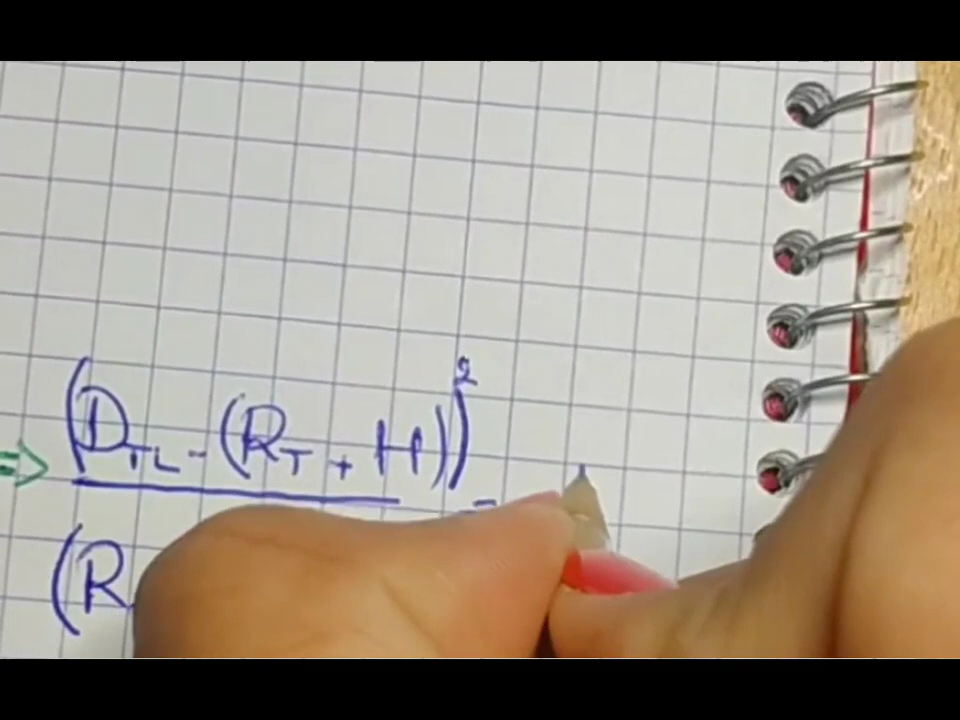 ⇒ (D_TL - (R_T + H))² =
(R